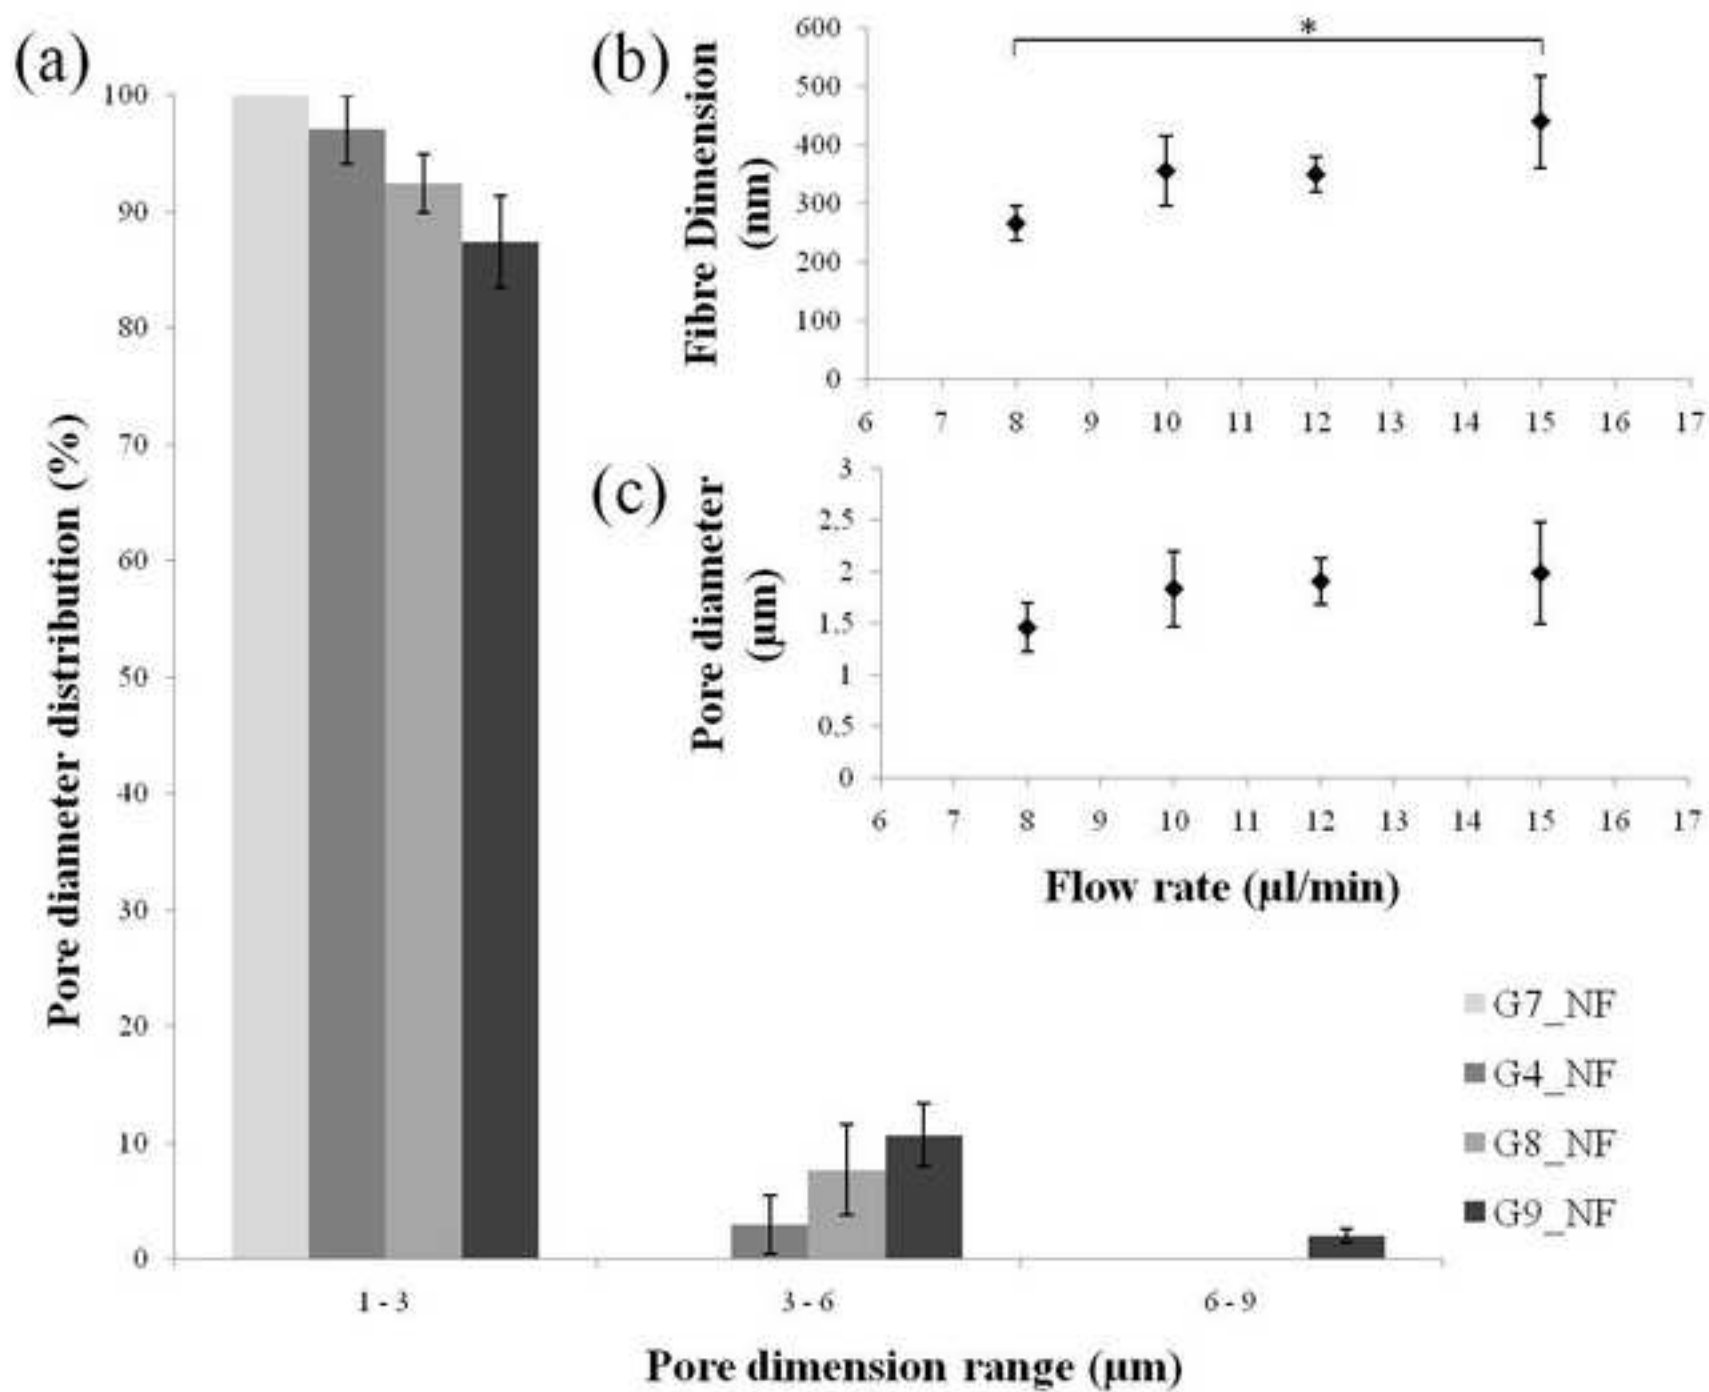 (a)
Pore diameter distribution (%)
100
90
80
70
60
50
40
30
20
10
0
1 - 3
3 - 6
6 - 9
Pore dimension range (μm)
(b)
Fibre Dimension
(nm)
600
500
400
300
200
100
0
*
6 7 8 9 10 11 12 13 14 15 16 17
(c)
Pore diameter
(μm)
3
2.5
2
1.5
1
0.5
0
6 7 8 9 10 11 12 13 14 15 16 17
Flow rate (μl/min)
G7_NF
G4_NF
G8_NF
G9_NF